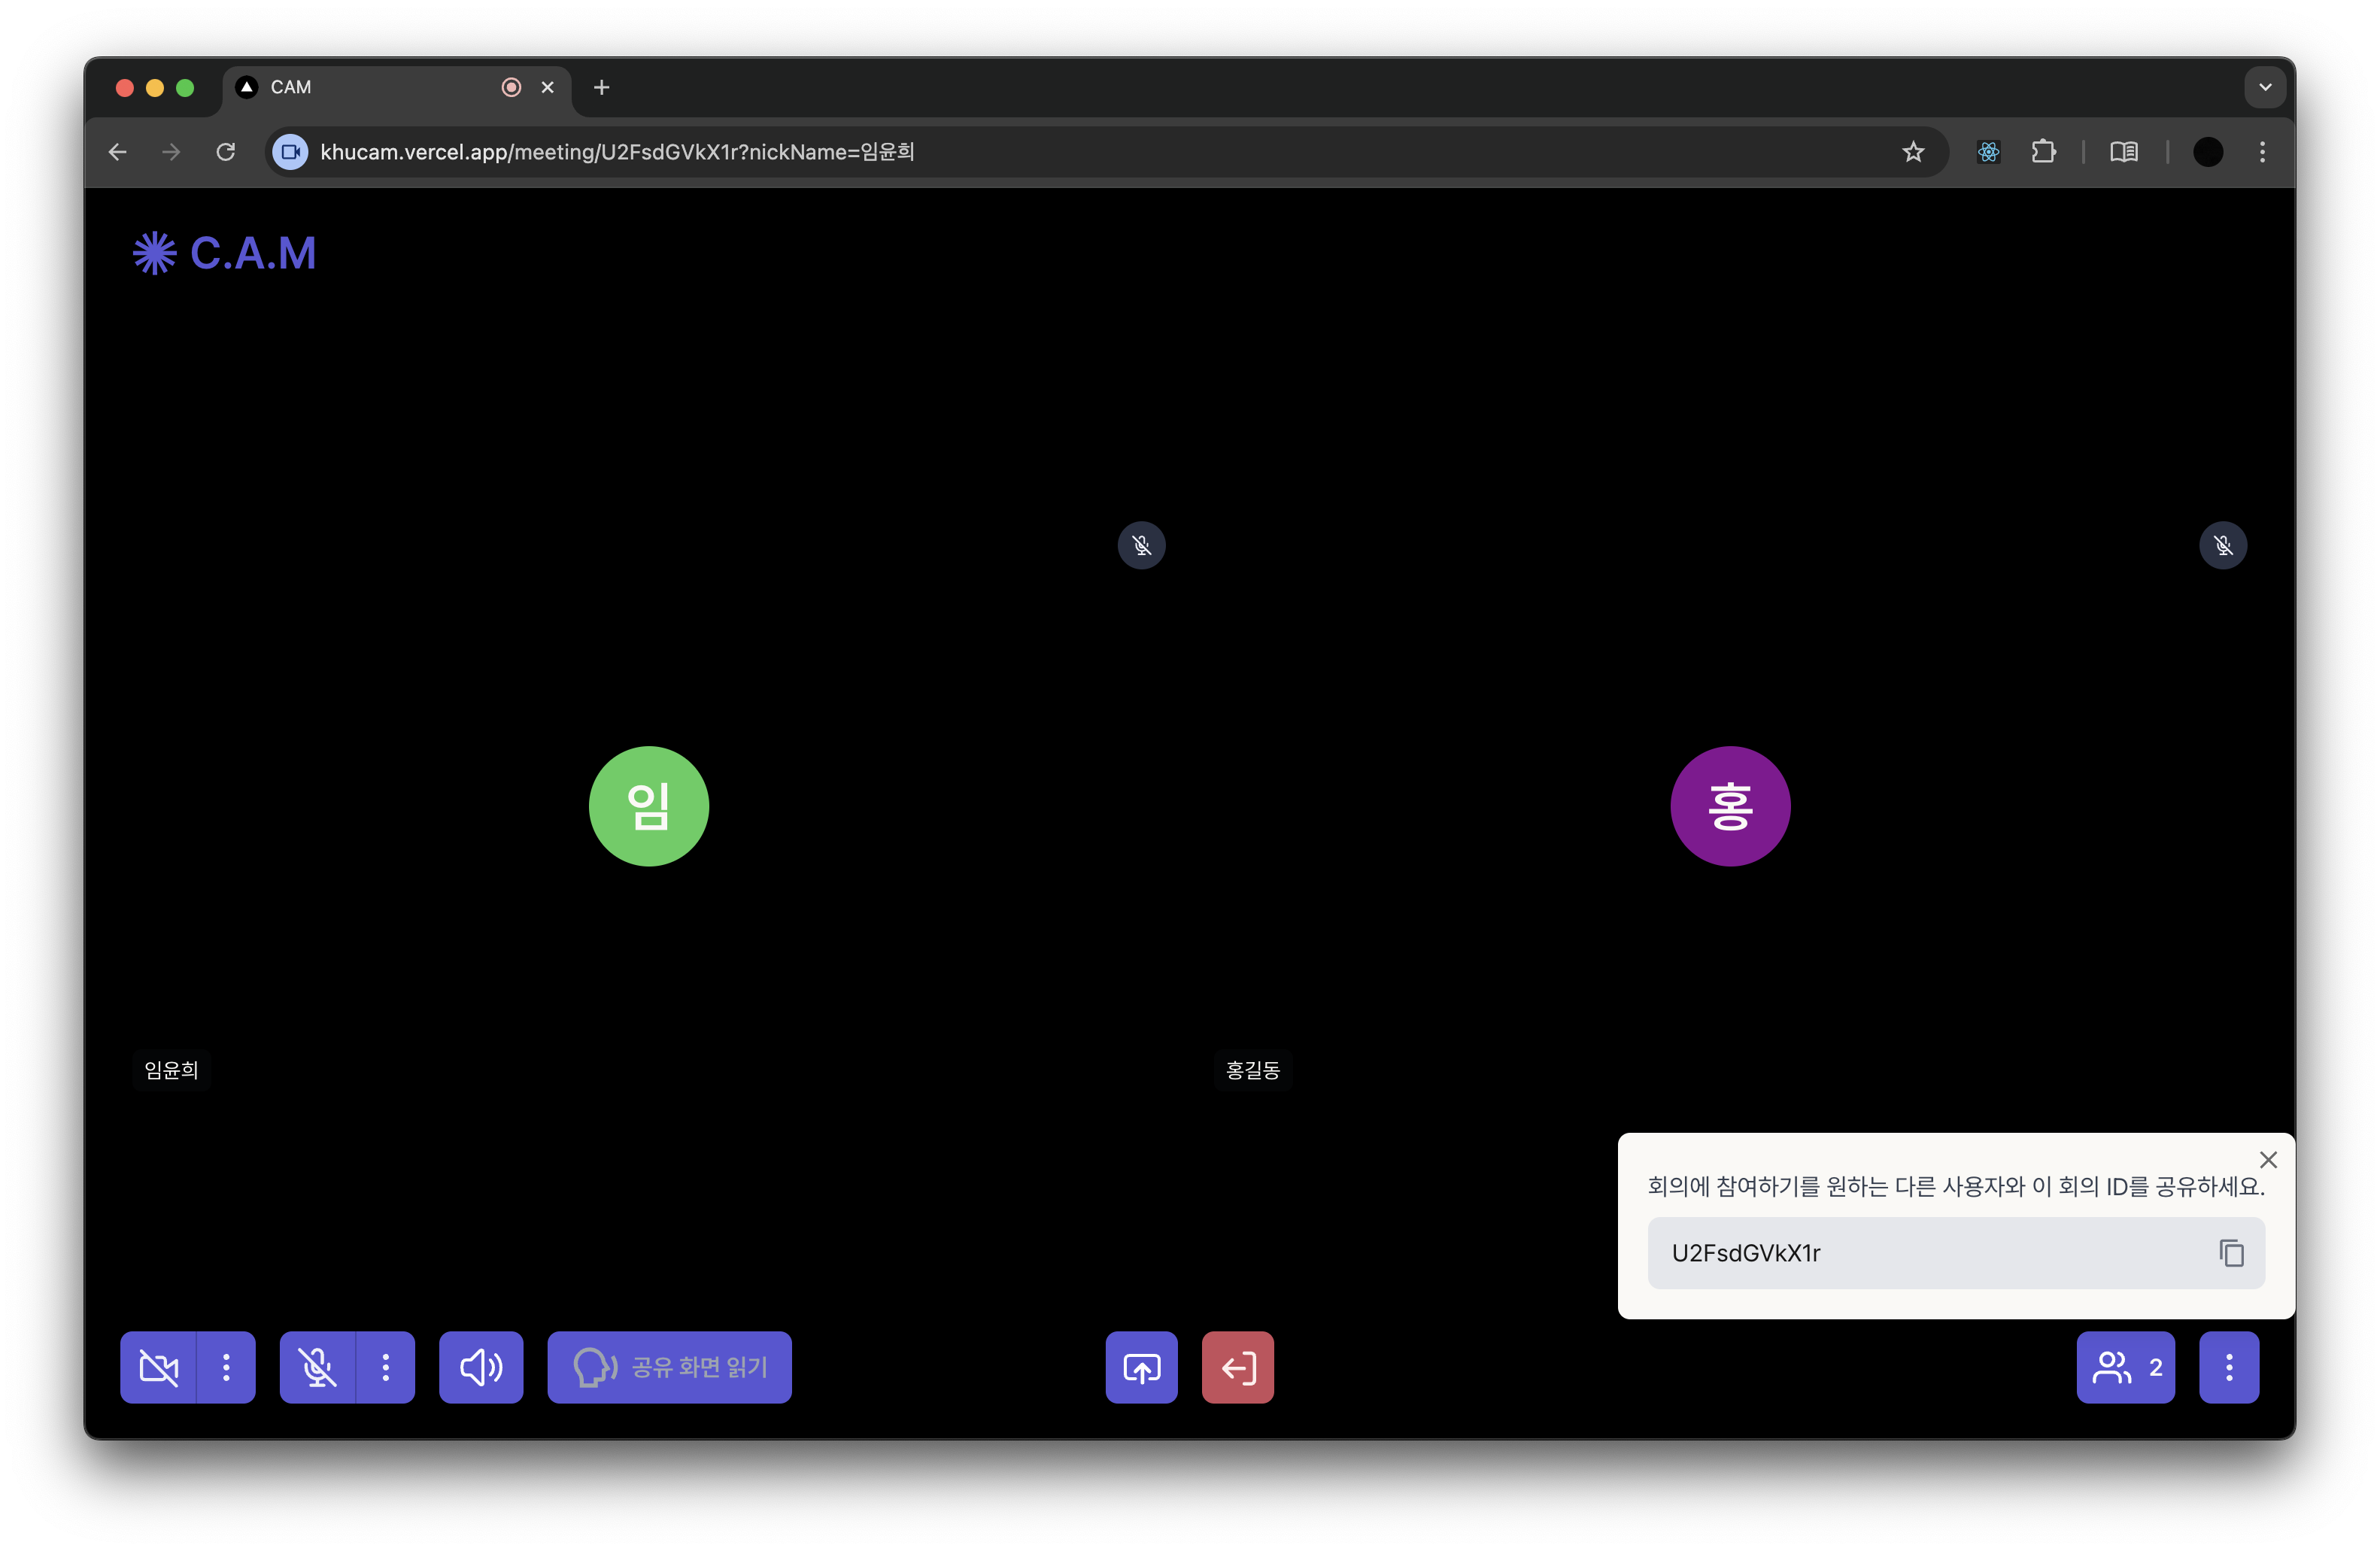 CAM
khucam.vercel.app/meeting/U2FsdGVkX1r?nickName=임윤희
C.A.M
임
홍
임윤희
홍길동
회의에 참여하기를 원하는 다른 사용자와 이 회의 ID를 공유하세요.
U2FsdGVkX1r
공유 화면 읽기
2